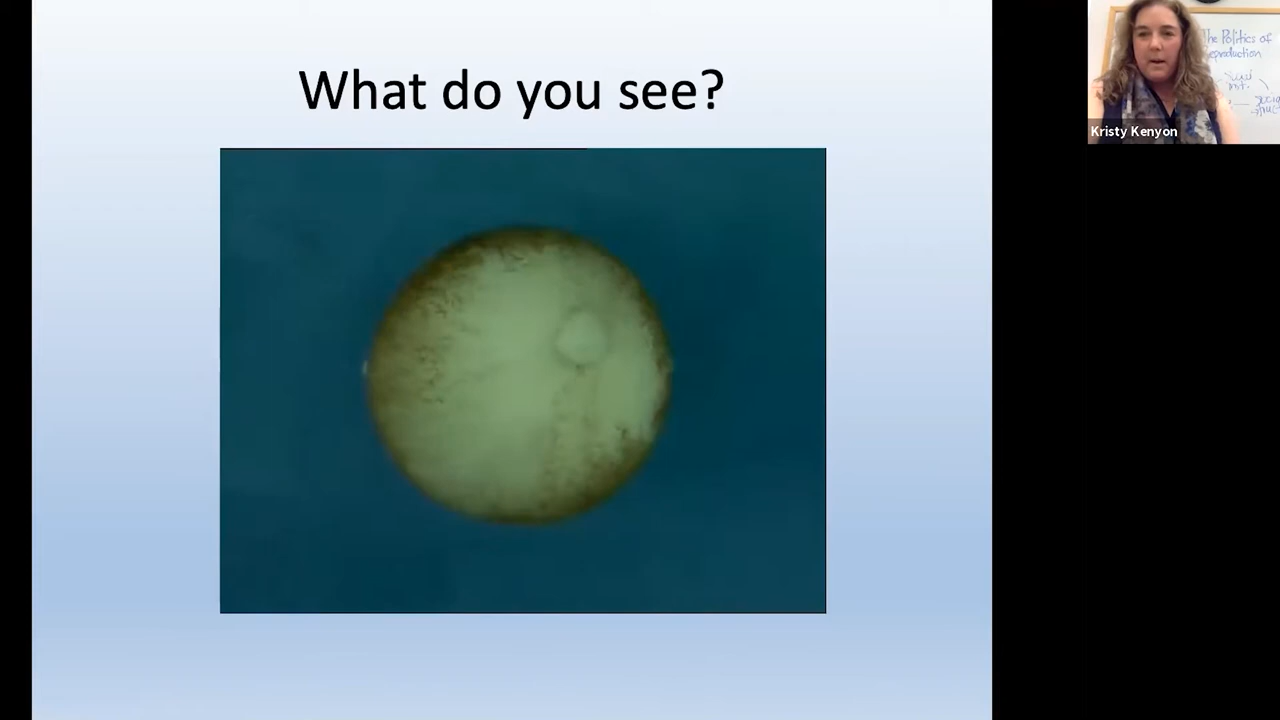 What do you see?
The Politics of
Reproduction
Kristy Kenyon